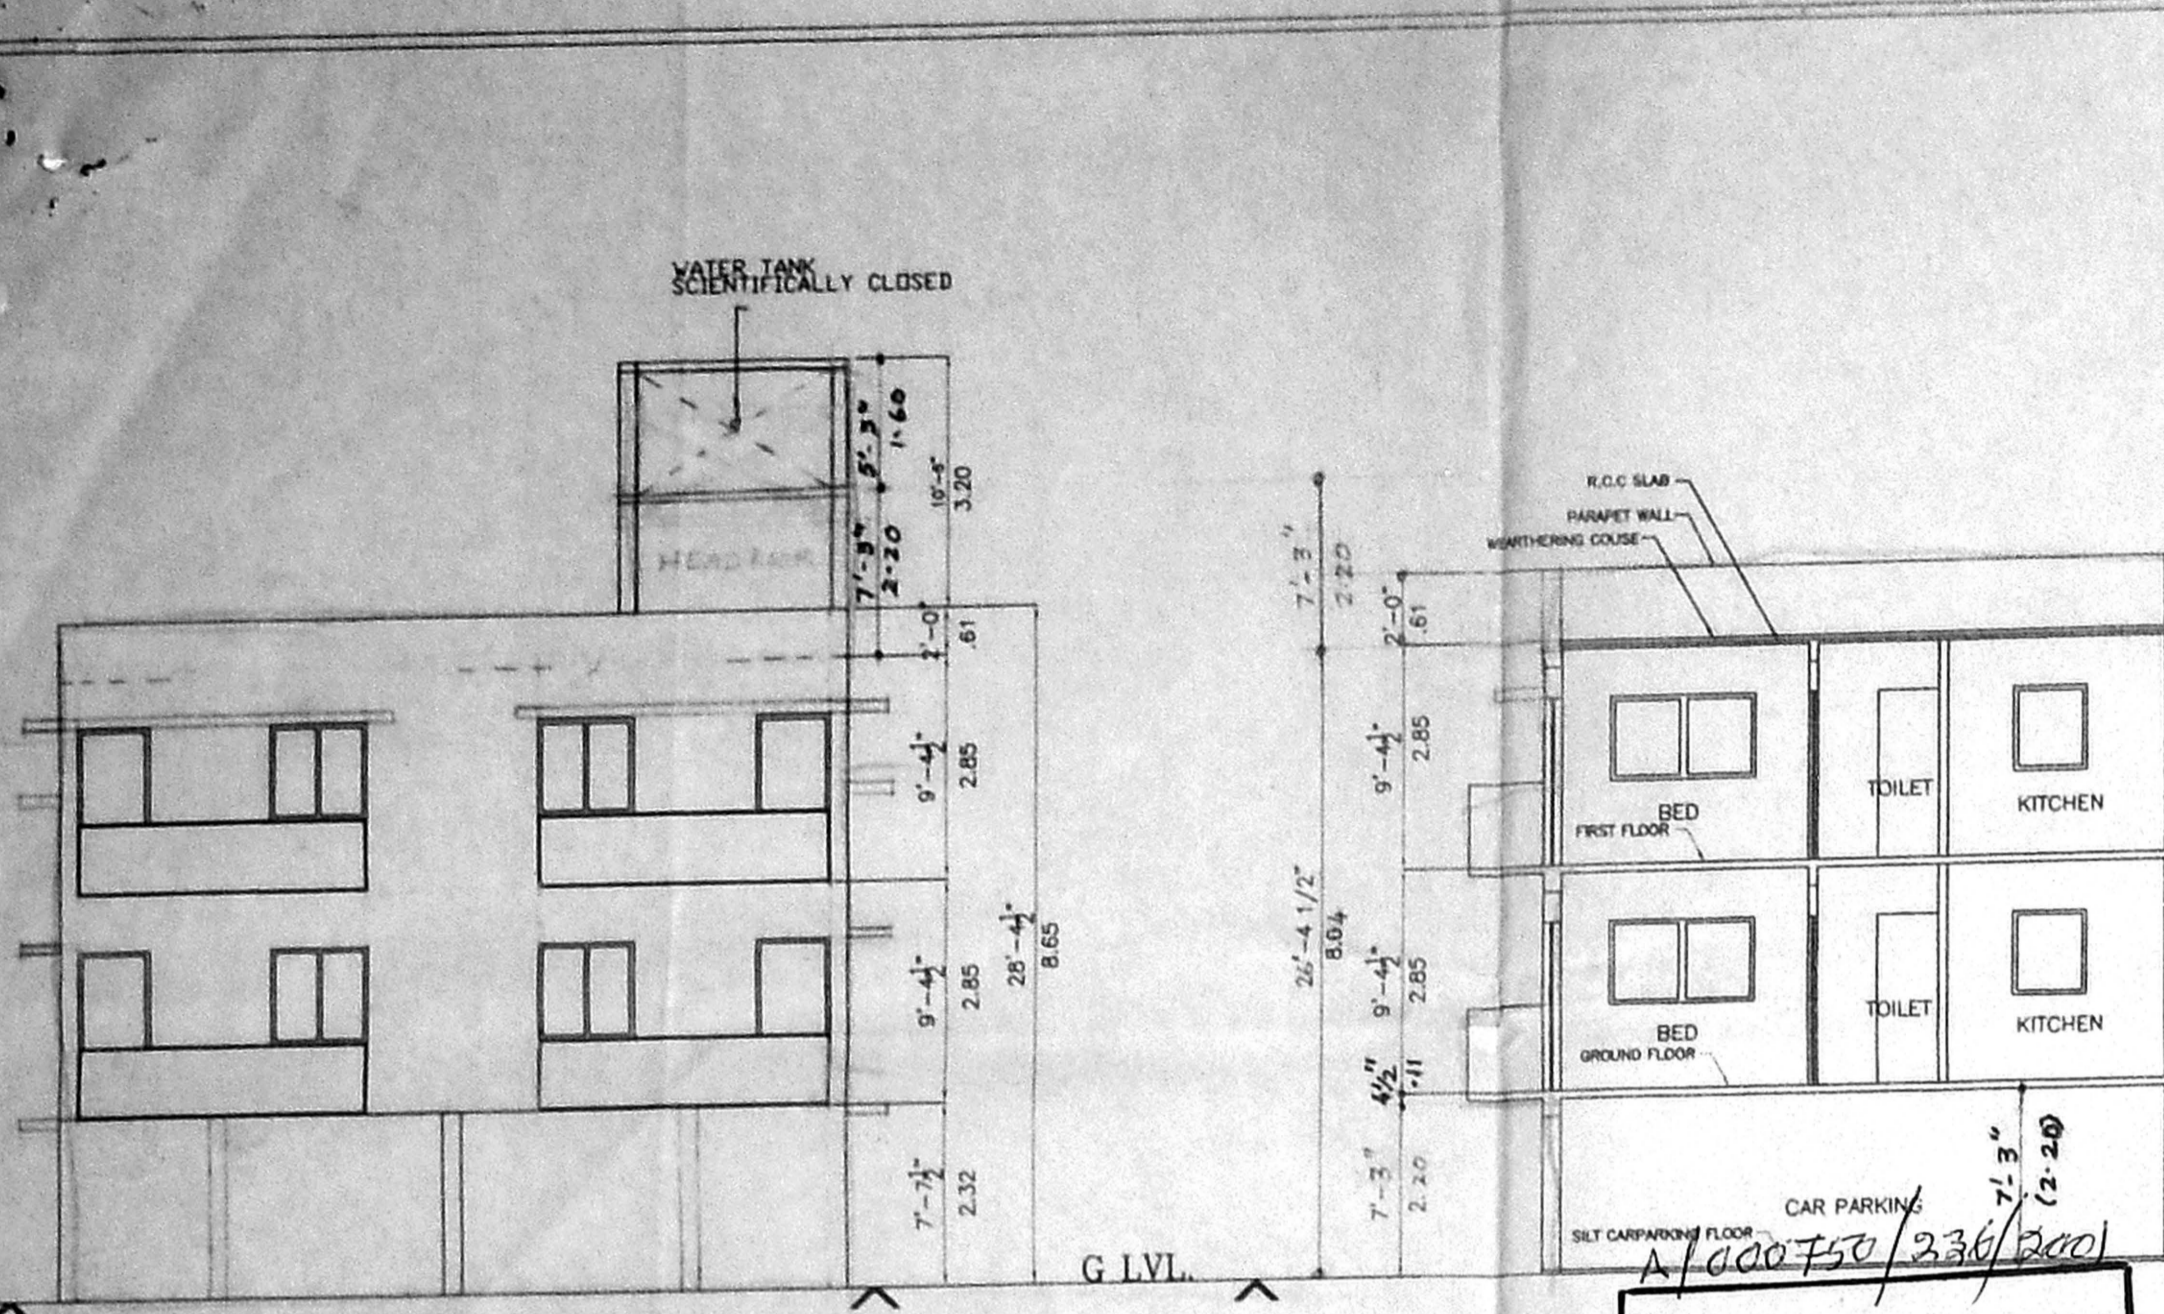 WATER TANK
SCIENTIFICALLY CLOSED
5'-3"
1.60
10'-6"
3.20
HEAD ROOM
7'-3"
2.20
2'-0"
.61
9'-4½"
2.85
9'-4½"
2.85
28'-4½"
8.65
7'-7½"
2.32
G LVL.
7'-3"
2.20
2'-0"
.61
9'-4½"
2.85
26'-4 1/2"
8.04
9'-4½"
2.85
4½"
.11
7'-3"
2.20
R.C.C SLAB
PARAPET WALL
WEARTHERING COUSE
BED
TOILET
KITCHEN
FIRST FLOOR
BED
TOILET
KITCHEN
GROUND FLOOR
7'-3"
(2.20)
CAR PARKING
SILT CARPARKING FLOOR
A/000750/236/2001